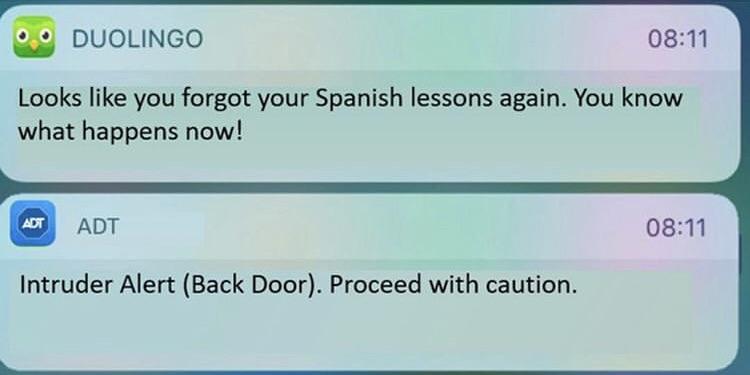 DUOLINGO 08:11
Looks like you forgot your Spanish lessons again. You know
what happens now!
ADT ADT 08:11
Intruder Alert (Back Door). Proceed with caution.